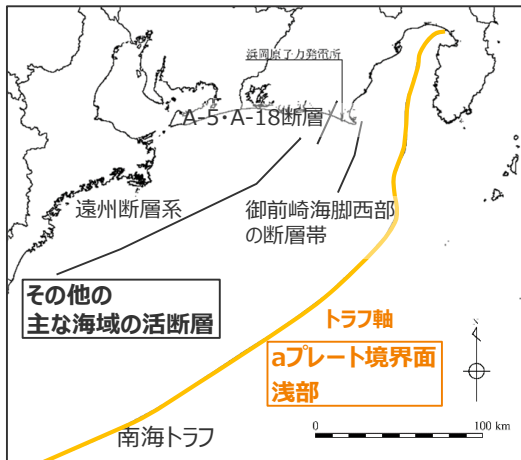 浜岡原子力発電所
A-5・A-18断層
遠州断層系
御前崎海脚西部
の断層帯
その他の
主な海域の活断層
トラフ軸
aプレート境界面
浅部
南海トラフ
N
0
100 km